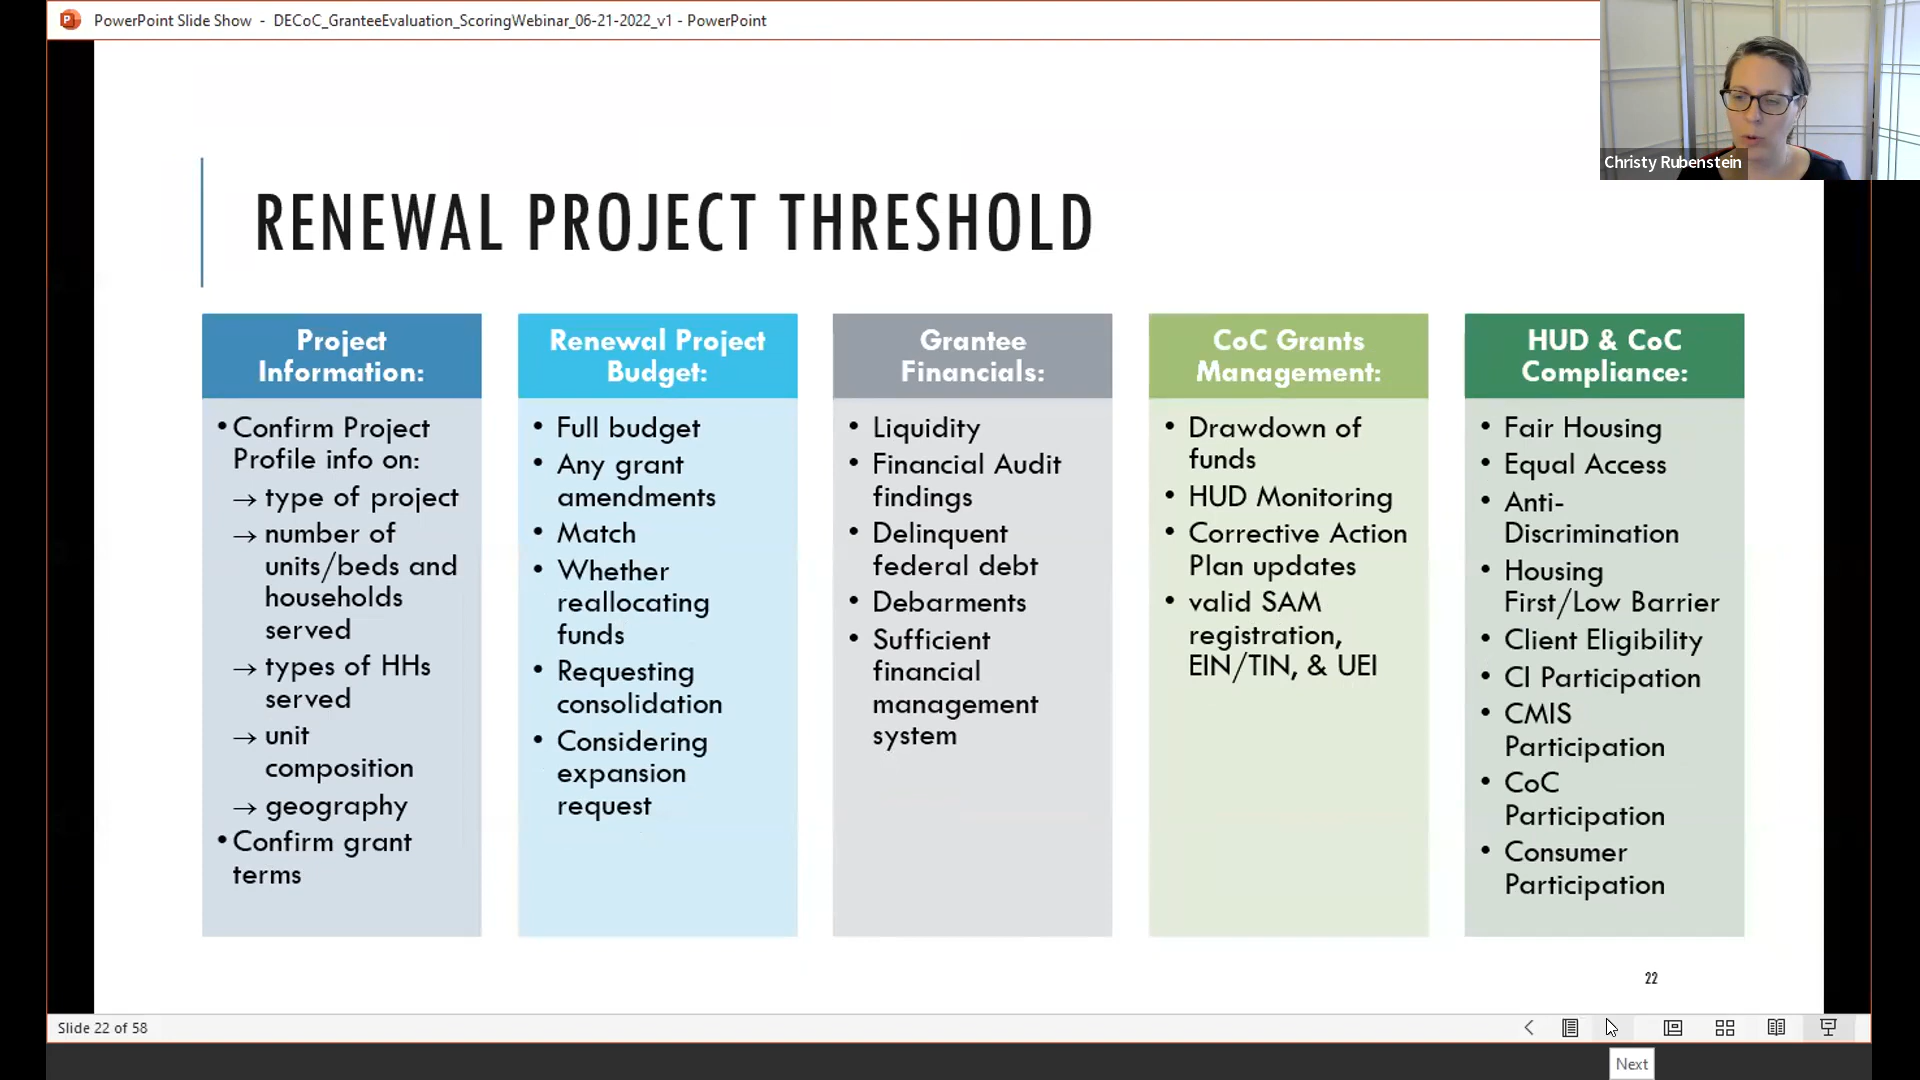 PowerPoint Slide Show - DECoC_GranteeEvaluation_ScoringWebinar_06-21-2022_v1 - PowerPoint
Christy Rubenstein
RENEWAL PROJECT THRESHOLD
Project
Information:
• Confirm Project
Profile info on:
→ type of project
→ number of
units/beds and
households
served
→ types of HHs
served
→ unit
composition
→ geography
• Confirm grant
terms
Renewal Project
Budget:
• Full budget
• Any grant
amendments
• Match
• Whether
reallocating
funds
• Requesting
consolidation
• Considering
expansion
request
Grantee
Financials:
• Liquidity
• Financial Audit
findings
• Delinquent
federal debt
• Debarments
• Sufficient
financial
management
system
CoC Grants
Management:
• Drawdown of
funds
• HUD Monitoring
• Corrective Action
Plan updates
• valid SAM
registration,
EIN/TIN, & UEI
HUD & CoC
Compliance:
• Fair Housing
• Equal Access
• Anti-
Discrimination
• Housing
First/Low Barrier
• Client Eligibility
• CI Participation
• CMIS
Participation
• CoC
Participation
• Consumer
Participation
22
Slide 22 of 58
Next